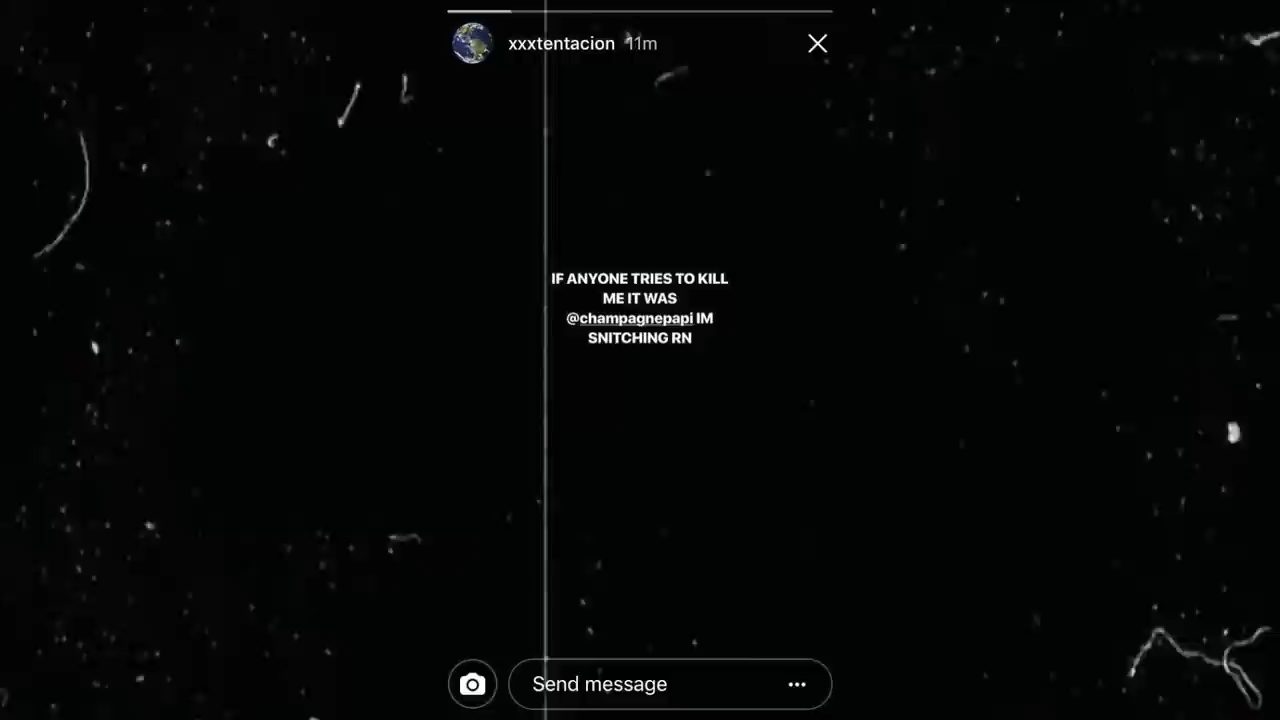 xxxtentacion 11m
IF ANYONE TRIES TO KILL
ME IT WAS
@champagnepapi IM
SNITCHING RN
Send message